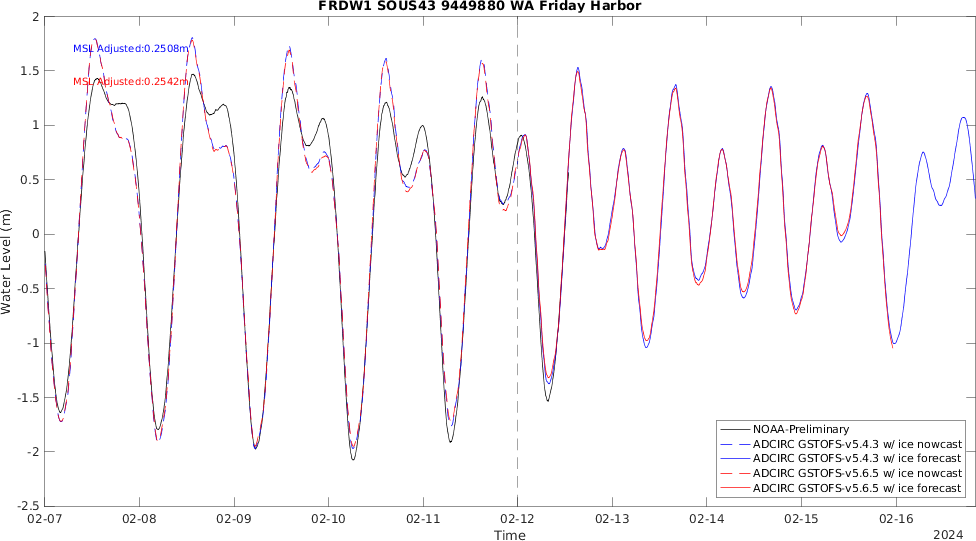 FRDW1 SOUS43 9449880 WA Friday Harbor
2
MSL Adjusted:0.2508m
1.5
MSL Adjusted:0.2542m
1
0.5
0
Water Level (m)
-0.5
-1
-1.5
-2
-2.5
NOAA-Preliminary
ADCIRC GSTOFS-v5.4.3 w/ ice nowcast
ADCIRC GSTOFS-v5.4.3 w/ ice forecast
ADCIRC GSTOFS-v5.6.5 w/ ice nowcast
ADCIRC GSTOFS-v5.6.5 w/ ice forecast
02-07 02-08 02-09 02-10 02-11 02-12 02-13 02-14 02-15 02-16
Time
2024